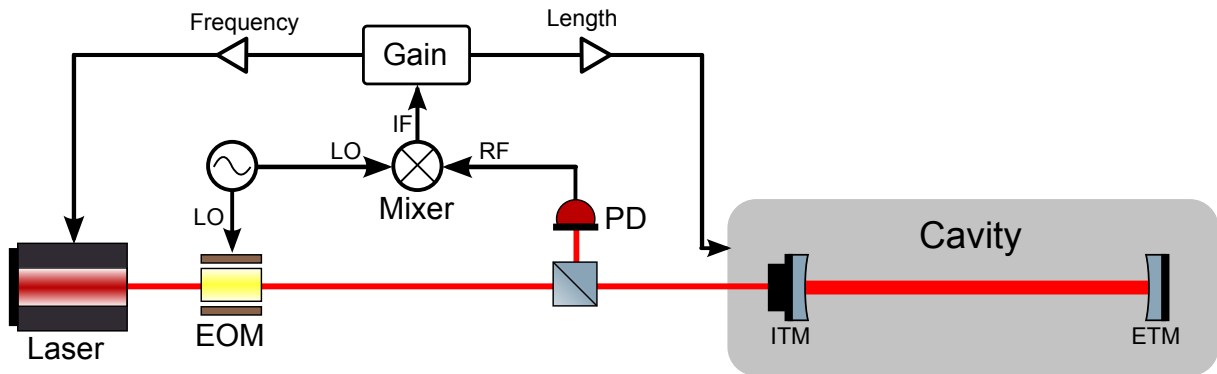 Frequency
Length
Gain
IF
LO
RF
Mixer
LO
PD
Cavity
EOM
Laser
ITM
ETM